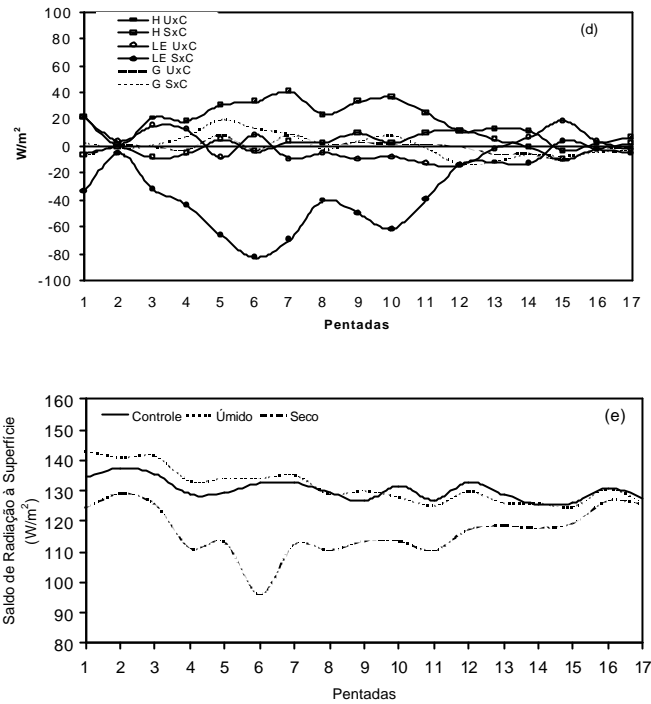 100
80
60
40
20
0
-20
-40
-60
-80
-100
W/m²
H UxC
H SxC
LE UxC
LE SxC
G UxC
G SxC
(d)
1 2 3 4 5 6 7 8 9 10 11 12 13 14 15 16 17
Pentadas
160
150
140
130
120
110
100
90
80
Saldo de Radiação à Superfície
(W/m²)
Controle Úmido Seco
(e)
1 2 3 4 5 6 7 8 9 10 11 12 13 14 15 16 17
Pentadas